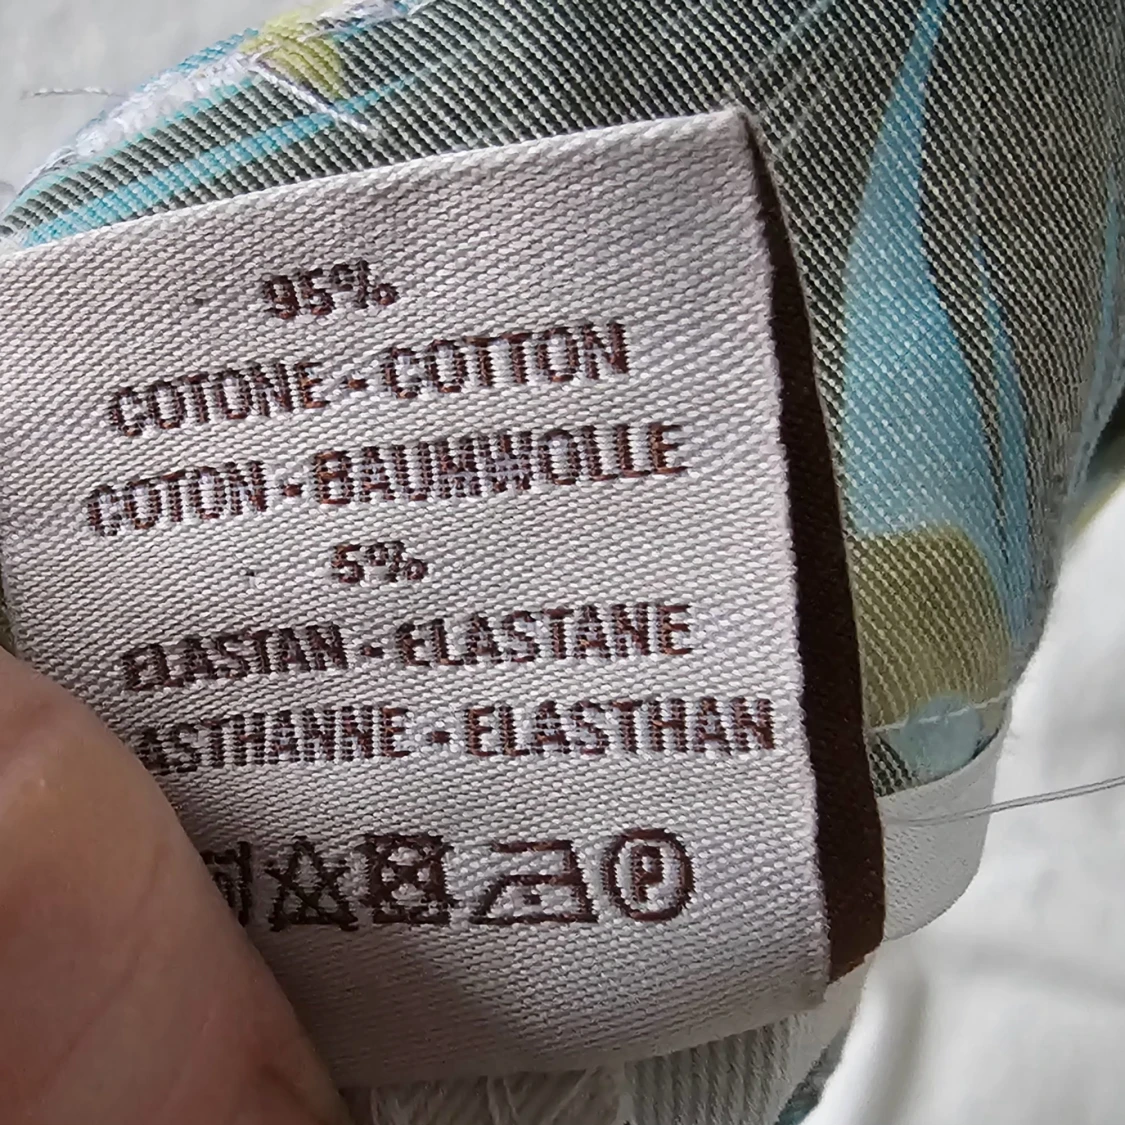 95%
COTONE - COTTON
COTON - BAUMWOLLE
5%
ELASTAN - ELASTANE
ASTHANNE - ELASTHAN
P